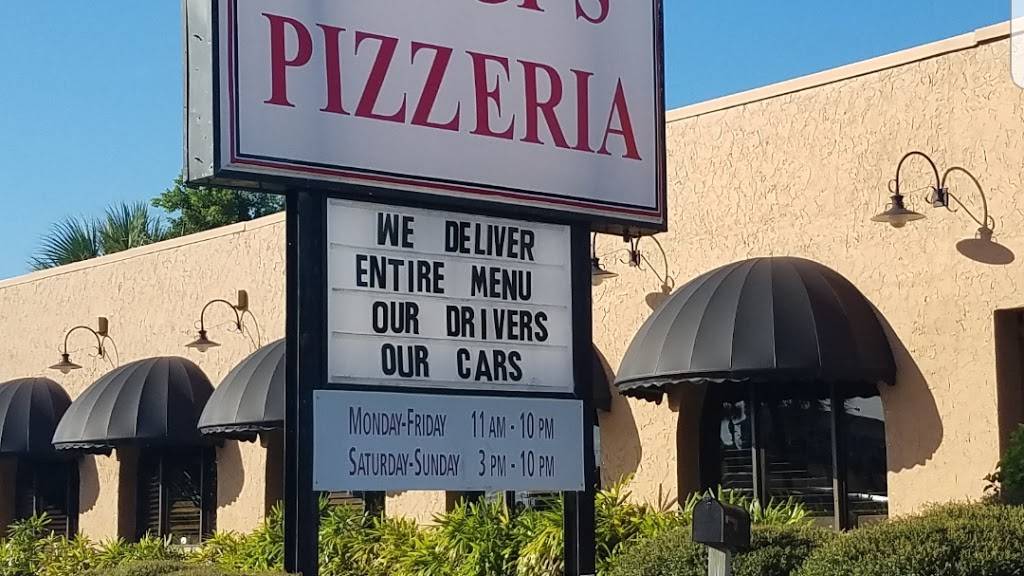 PIZZERIA
WE DELIVER
ENTIRE MENU
OUR DRIVERS
OUR CARS
MONDAY-FRIDAY 11 AM - 10 PM
SATURDAY-SUNDAY 3 PM - 10 PM